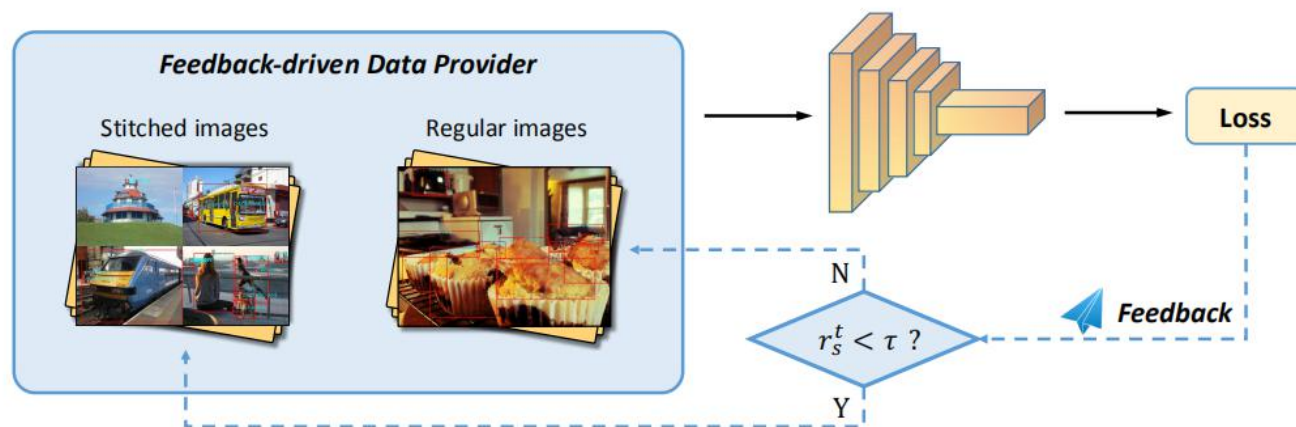 Feedback-driven Data Provider
Stitched images
Regular images
Loss
N
Feedback
r_s^t < τ ?
Y